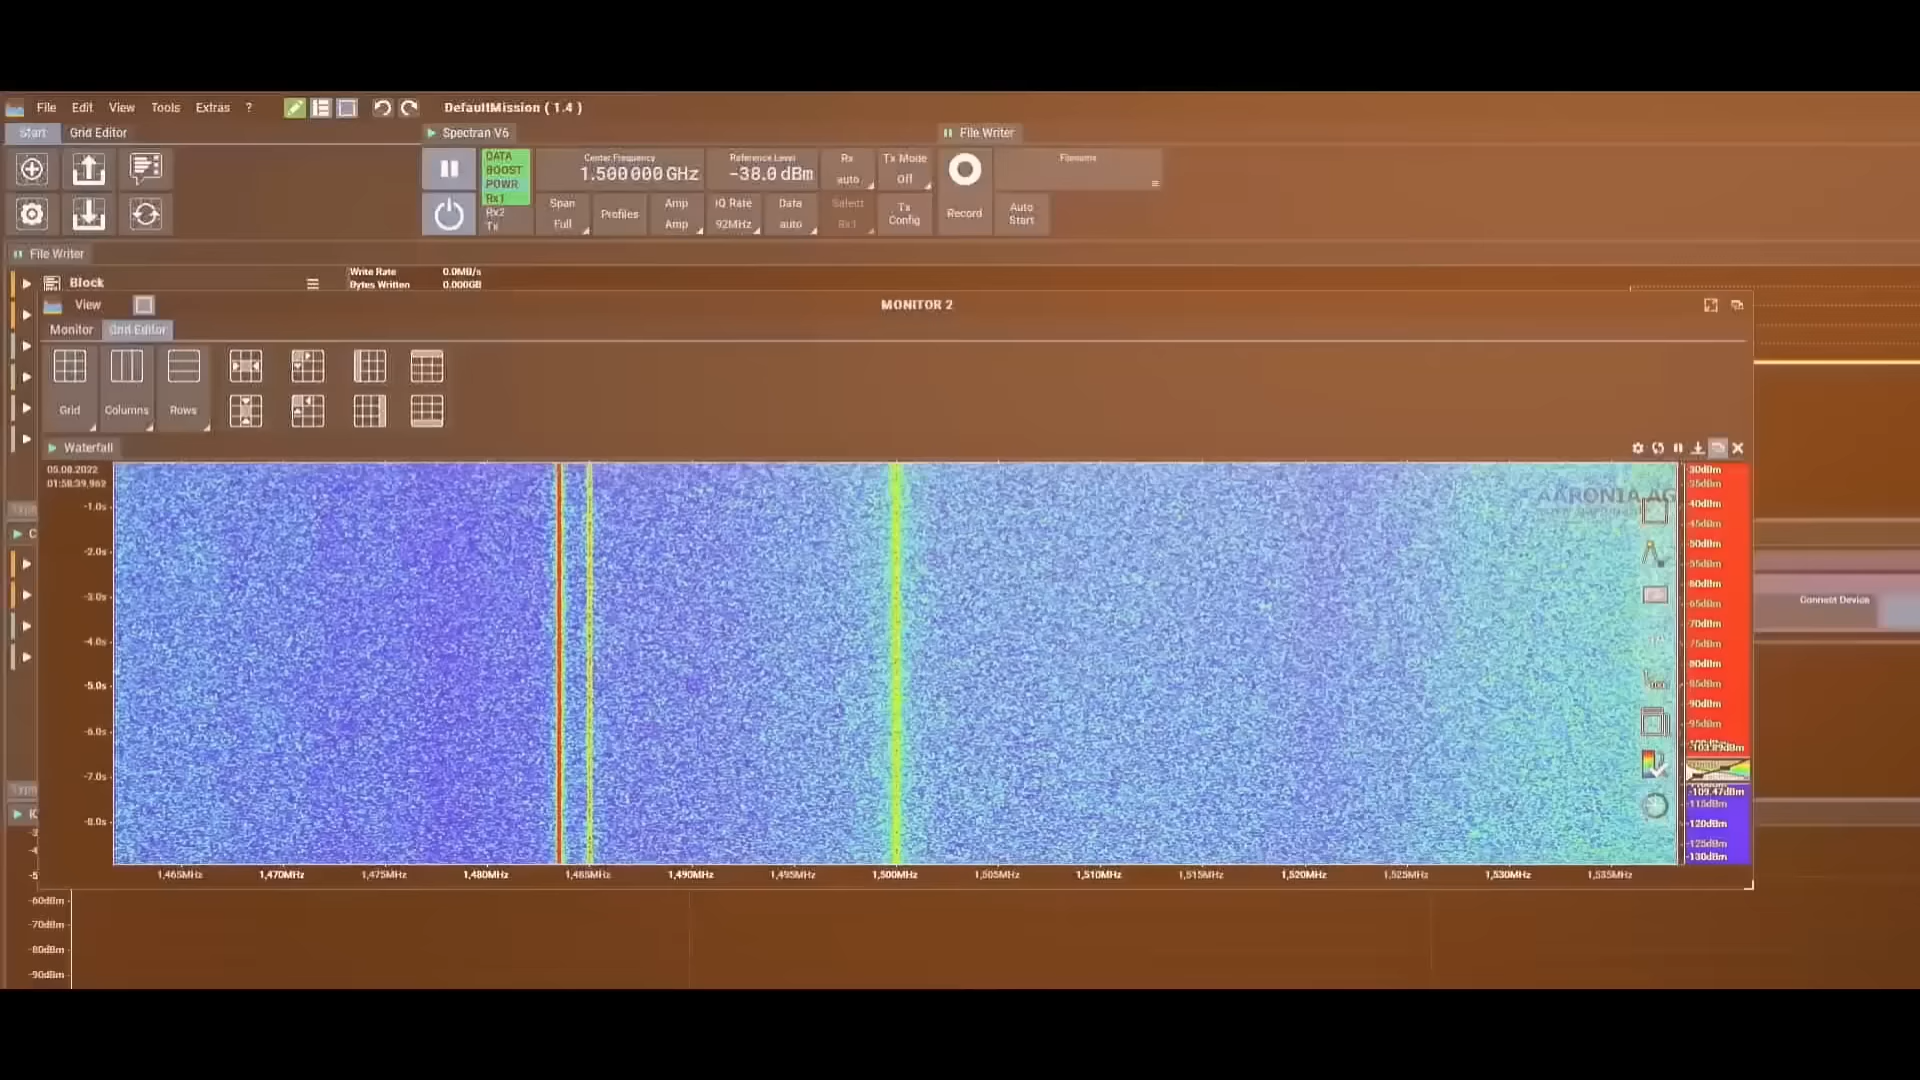 File Edit View Tools Extras ? DefaultMission ( 1.4 )
Start Grid Editor Spectran V6 File Writer
DATA
BOOST
POWR
Rx1
Rx2
Tx
Center Frequency
1.500000 GHz
Reference Level
-38.0 dBm
Rx
auto
Tx Mode
Off
Filename
Span
Full
Profiles
Amp
Amp
IQ Rate
92MHz
Data
auto
Select
Rx1
Tx
Config
Record
Auto
Start
File Writer
Block
Write Rate 0.0MB/s
Bytes Written 0.000GB
View MONITOR 2
Monitor Grid Editor
Grid Columns Rows
Waterfall
05.08.2022
01:58:39.962
AARONIA AG
-1.0s
-2.0s
-3.0s
-4.0s
-5.0s
-6.0s
-7.0s
-8.0s
30dBm
35dBm
40dBm
45dBm
50dBm
55dBm
60dBm
65dBm
70dBm
75dBm
80dBm
85dBm
90dBm
95dBm
-103.89dBm
-109.47dBm
-115dBm
-120dBm
-125dBm
-130dBm
Connect Device
1,465MHz 1,470MHz 1,475MHz 1,480MHz 1,485MHz 1,490MHz 1,495MHz 1,500MHz 1,505MHz 1,510MHz 1,515MHz 1,520MHz 1,525MHz 1,530MHz 1,535MHz
-60dBm
-70dBm
-80dBm
-90dBm